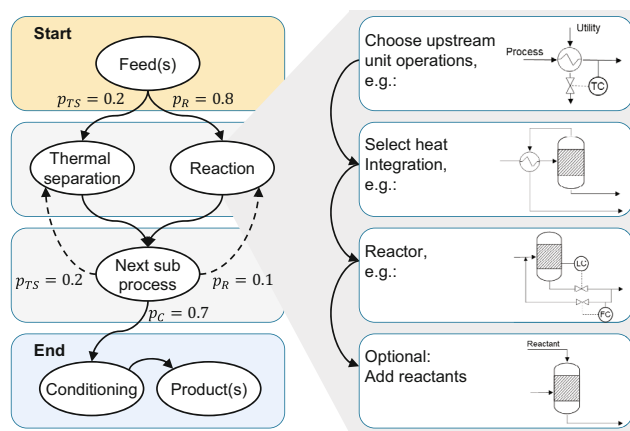 Start
Feed(s)
p_TS = 0.2
p_R = 0.8
Thermal
separation
Reaction
Next sub
process
p_TS = 0.2
p_R = 0.1
p_C = 0.7
End
Conditioning
Product(s)
Choose upstream
unit operations,
e.g.:
Utility
Process
TC
Select heat
Integration,
e.g.:
Reactor,
e.g.:
LC
FC
Optional:
Add reactants
Reactant